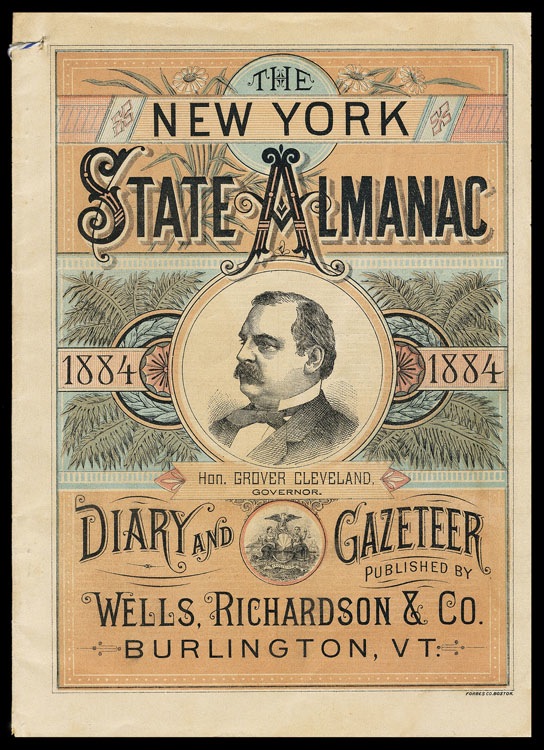 THE
NEW YORK
STATE ALMANAC
1884 1884
Hon. GROVER CLEVELAND,
GOVERNOR.
DIARY AND GAZETEER
PUBLISHED BY
WELLS, RICHARDSON & CO.
BURLINGTON, VT.
FORBES CO. BOSTON.